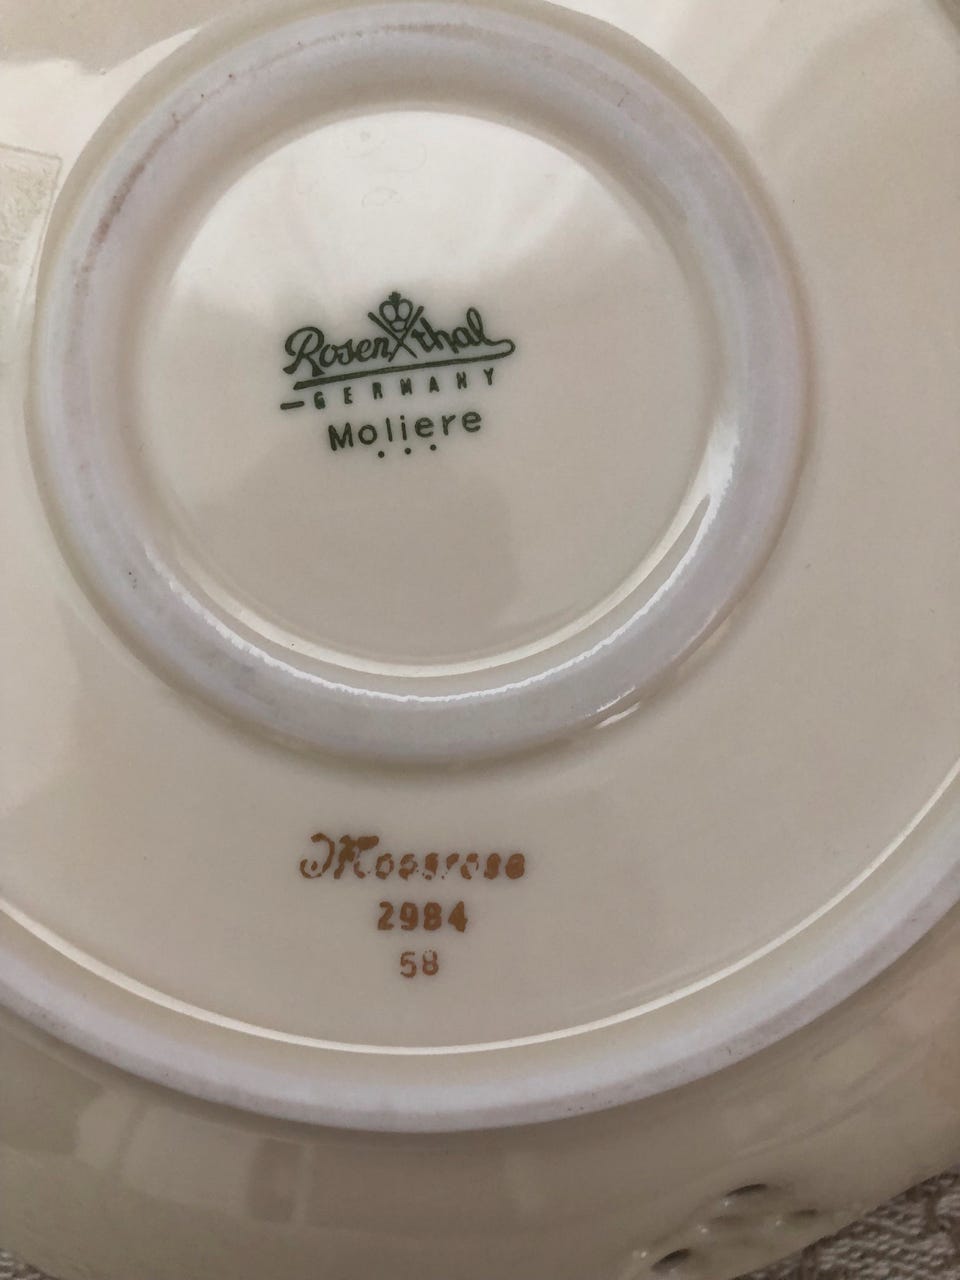 Rosenthal
GERMANY
Moliere
Moosrose
2984
58